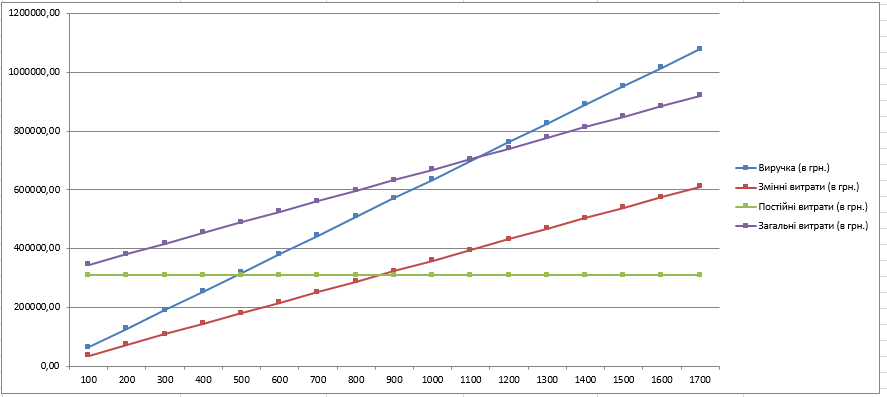 1200000,00
1000000,00
800000,00
600000,00
400000,00
200000,00
0,00
100 200 300 400 500 600 700 800 900 1000 1100 1200 1300 1400 1500 1600 1700
Виручка (в грн.)
Змінні витрати (в грн.)
Постійні витрати (в грн.)
Загальні витрати (в грн.)